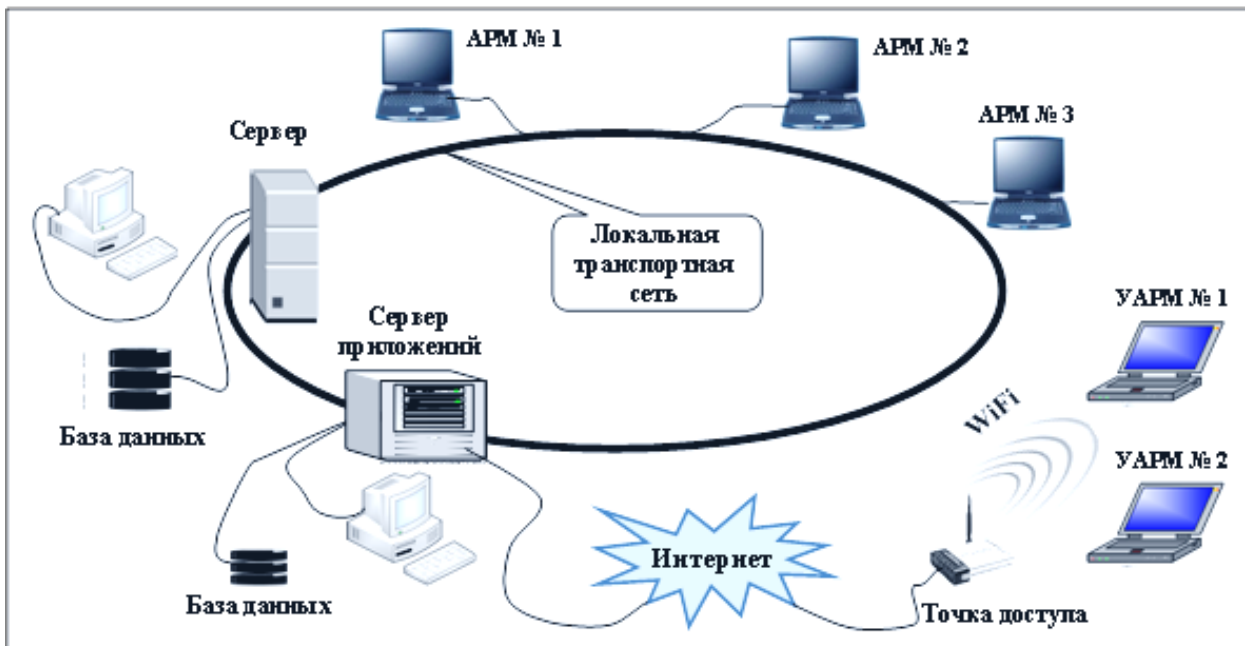 АРМ № 1
АРМ № 2
АРМ № 3
Сервер
Локальная
транспортная
сеть
УАРМ № 1
Сервер
приложений
WiFi
База данных
УАРМ № 2
Интернет
База данных
Точка доступа